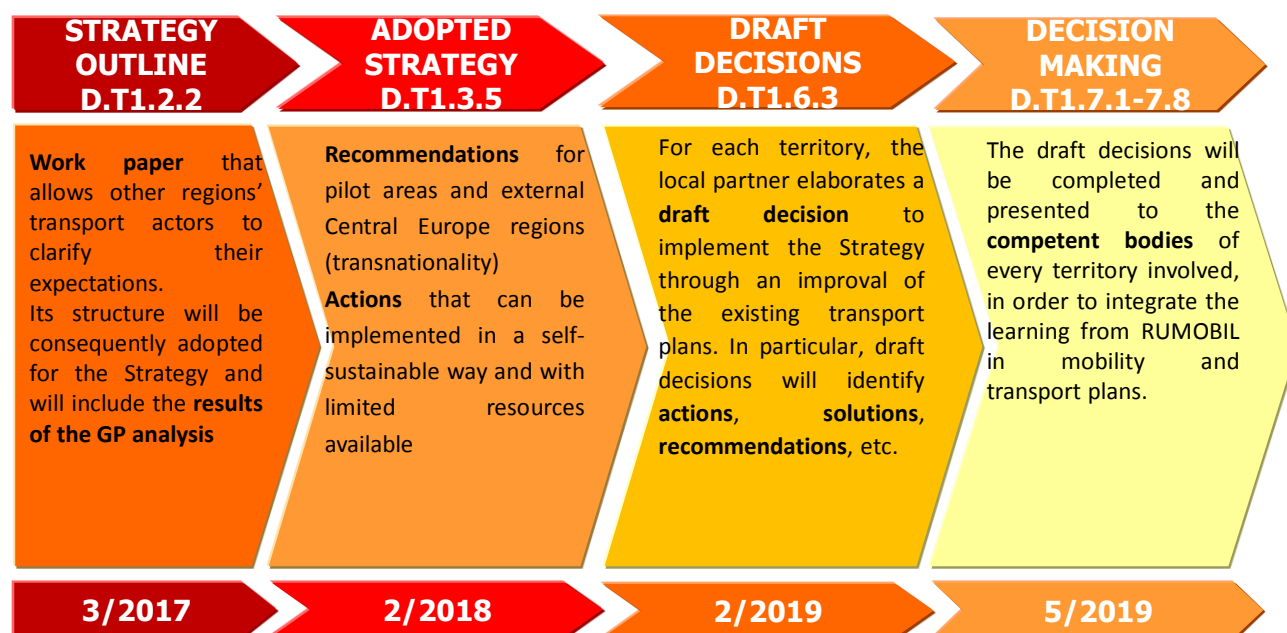 STRATEGY
OUTLINE
D.T1.2.2
ADOPTED
STRATEGY
D.T1.3.5
DRAFT
DECISIONS
D.T1.6.3
DECISION
MAKING
D.T1.7.1-7.8
Work paper that
allows other regions’
transport actors to
clarify their
expectations.
Its structure will be
consequently adopted
for the Strategy and
will include the results
of the GP analysis
Recommendations for
pilot areas and external
Central Europe regions
(transnationality)
Actions that can be
implemented in a self-
sustainable way and with
limited resources
available
For each territory, the
local partner elaborates a
draft decision to
implement the Strategy
through an improval of
the existing transport
plans. In particular, draft
decisions will identify
actions, solutions,
recommendations, etc.
The draft decisions will
be completed and
presented to the
competent bodies of
every territory involved,
in order to integrate the
learning from RUMOBIL
in mobility and
transport plans.
3/2017
2/2018
2/2019
5/2019